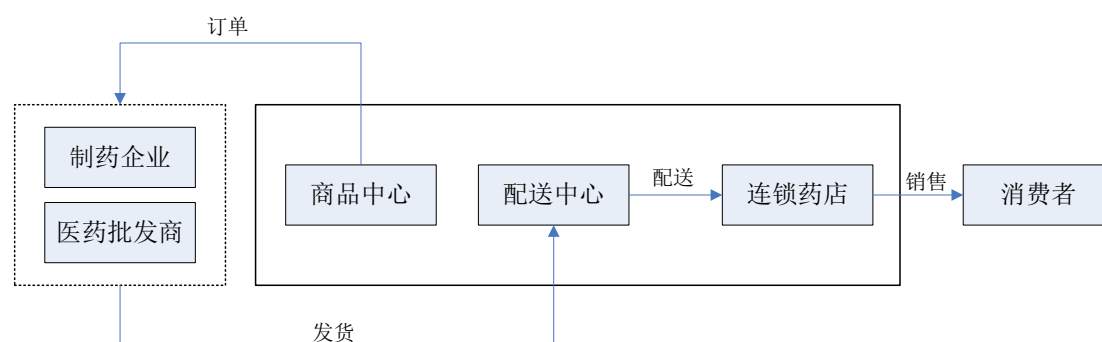 订单
制药企业
医药批发商
商品中心
配送中心
配送
连锁药店
销售
消费者
发货